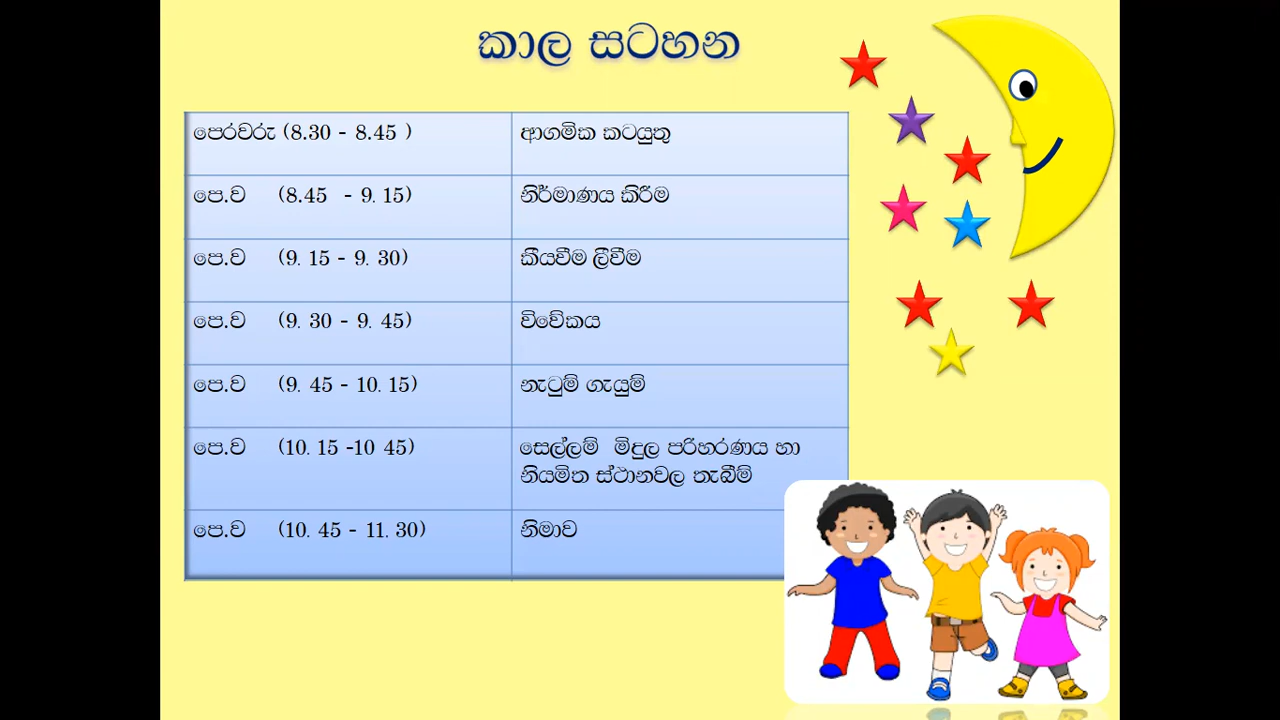 කාල සටහන
පෙරවරු (8.30 - 8.45 ) ආගමික කටයුතු
පෙ.ව (8.45 - 9. 15) නිර්මාණය කිරීම
පෙ.ව (9. 15 - 9. 30) කියවීම ලිවීම
පෙ.ව (9. 30 - 9. 45) විවේකය
පෙ.ව (9. 45 - 10. 15) නැටුම් ගැයුම්
පෙ.ව (10. 15 -10 45) සෙල්ලම් මිදුල පරිහරණය හා
නියමිත ස්ථානවල තැබීම්
පෙ.ව (10. 45 - 11. 30) නිමාව